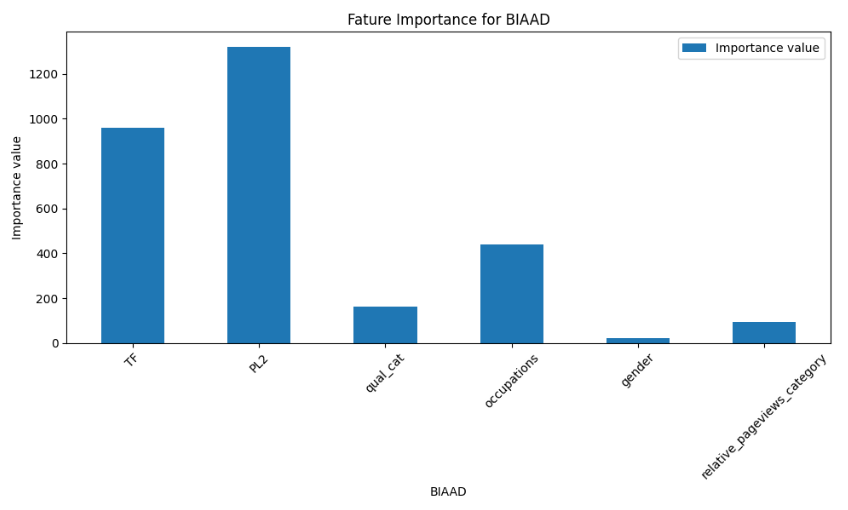 Fature Importance for BIAAD
Importance value
Importance value
1200
1000
800
600
400
200
0
TF
PL2
qual_cat
occupations
gender
relative_pageviews_category
BIAAD